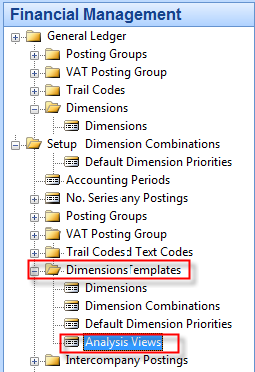 Financial Management
General Ledger
Posting Groups
VAT Posting Group
Trail Codes
Dimensions
Dimensions
Setup Dimension Combinations
Default Dimension Priorities
Accounting Periods
No. Seriesany Postings
Posting Groups
VAT Posting Group
Trail Codesd Text Codes
DimensionsTemplates
Dimensions
Dimension Combinations
Default Dimension Priorities
Analysis Views
Intercompany Postings